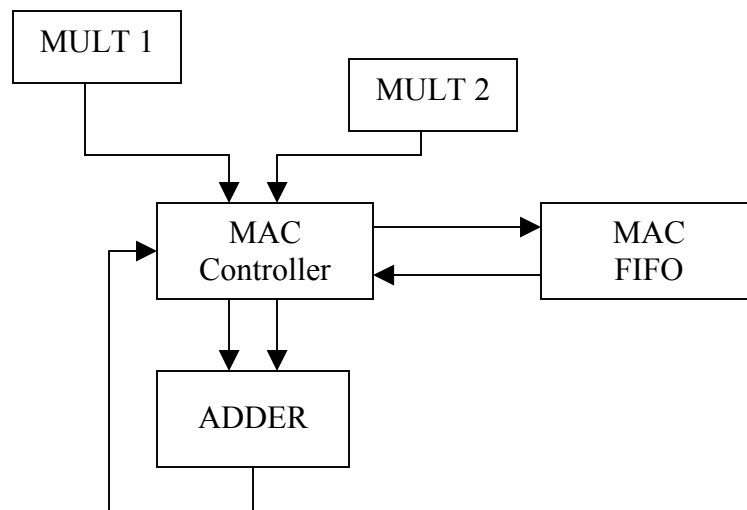 MULT 1
MULT 2
MAC
Controller
MAC
FIFO
ADDER